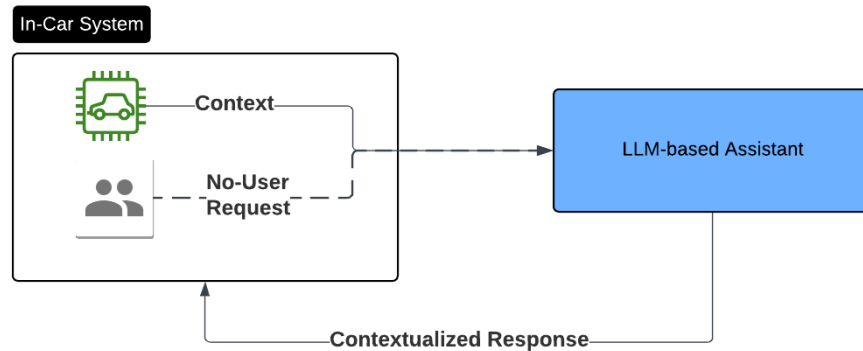 In-Car System
Context
No-User
Request
LLM-based Assistant
Contextualized Response